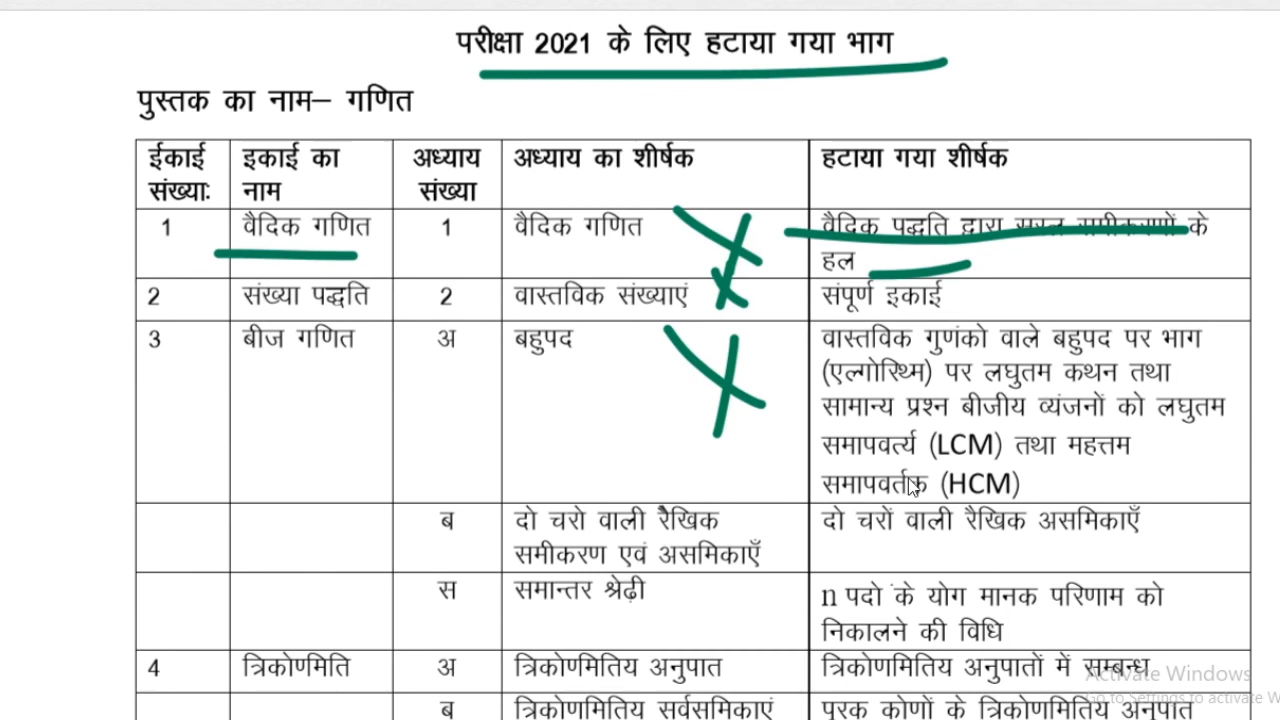 परीक्षा 2021 के लिए हटाया गया भाग
पुस्तक का नाम– गणित
ईकाई संख्याः
इकाई का नाम
अध्याय संख्या
अध्याय का शीर्षक
हटाया गया शीर्षक
1
वैदिक गणित
1
वैदिक गणित
वैदिक पद्धति द्वारा सरल समीकरणों के
हल
2
संख्या पद्धति
2
वास्तविक संख्याएं
संपूर्ण इकाई
3
बीज गणित
अ
बहुपद
वास्तविक गुणंको वाले बहुपद पर भाग
(एल्गोरिथ्म) पर लघुतम कथन तथा
सामान्य प्रश्न बीजीय व्यंजनों को लघुतम
समापवर्त्य (LCM) तथा महत्तम
समापवर्तक (HCM)
ब
दो चरो वाली रैखिक
समीकरण एवं असमिकाएँ
दो चरों वाली रैखिक असमिकाएँ
स
समान्तर श्रेढ़ी
n पदो के योग मानक परिणाम को
निकालने की विधि
4
त्रिकोणमिति
अ
त्रिकोणमितिय अनुपात
त्रिकोणमितिय अनुपातों में सम्बन्ध
ब
त्रिकोणमितिय सर्वसमिकाएं
पूरक कोणों के त्रिकोणमितिय अनुपात
Activate Windows
Go to Settings to activate W